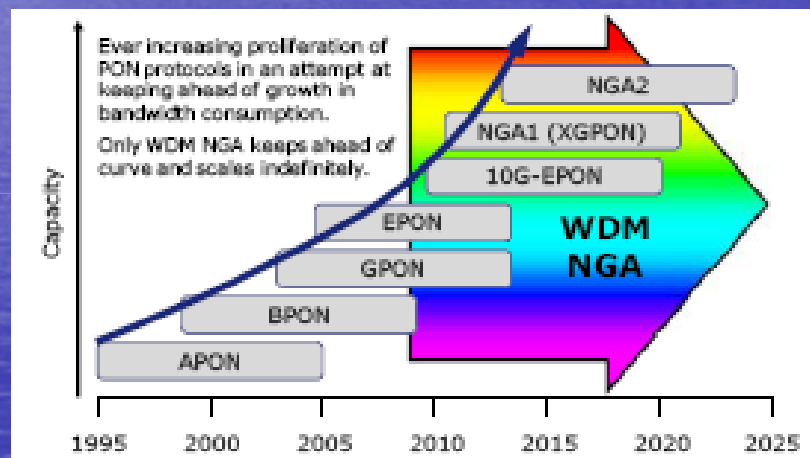 Ever increasing proliferation of
PON protocols in an attempt at
keeping ahead of growth in
bandwidth consumption.
Only WDM NGA keeps ahead of
curve and scales indefinitely.
Capacity
NGA2
NGA1 (XGPON)
10G-EPON
EPON
WDM
NGA
GPON
BPON
APON
1995 2000 2005 2010 2015 2020 2025